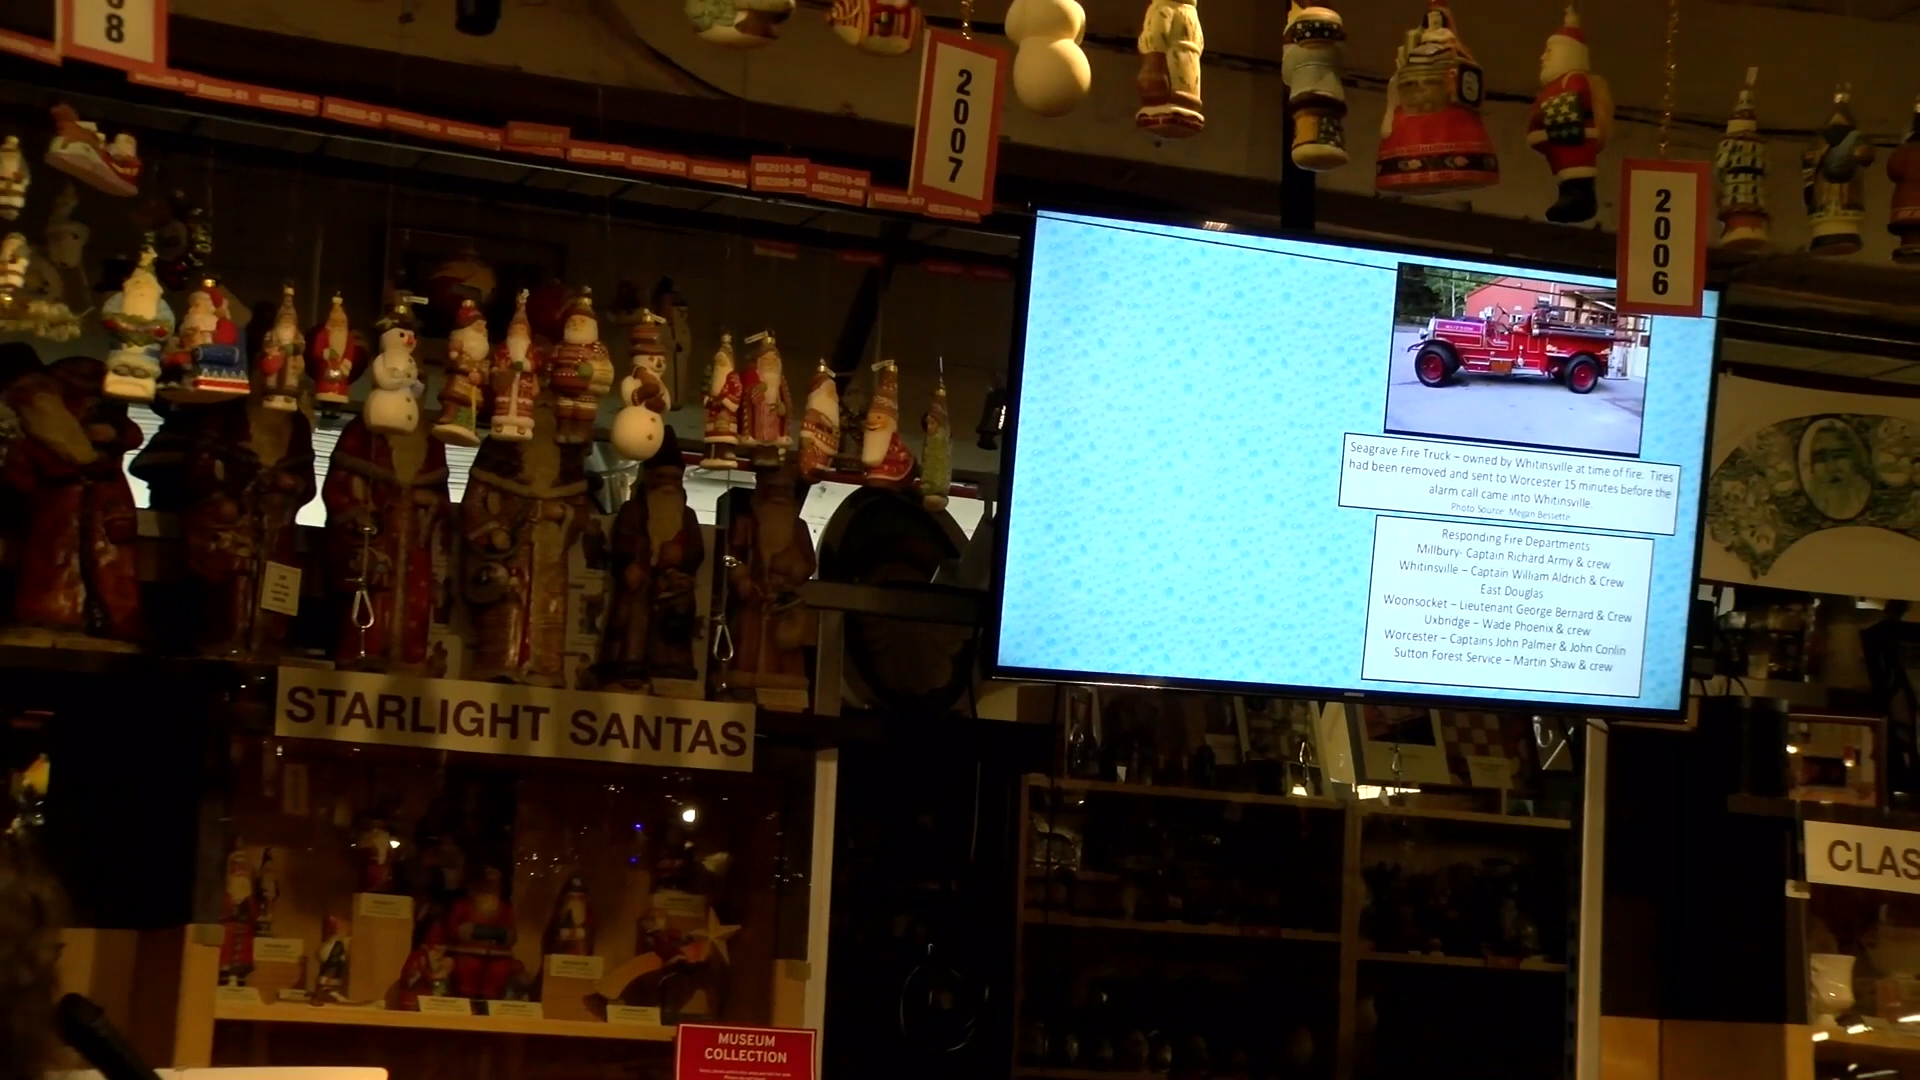 8
2007
2006
Seagrave Fire Truck – owned by Whitinsville at time of fire. Tires
had been removed and sent to Worcester 15 minutes before the
alarm call came into Whitinsville.
Photo Source: Megan Bessette
Responding Fire Departments
Millbury- Captain Richard Army & crew
Whitinsville – Captain William Aldrich & Crew
East Douglas
Woonsocket – Lieutenant George Bernard & Crew
Uxbridge – Wade Phoenix & crew
Worcester – Captains John Palmer & John Conlin
Sutton Forest Service – Martin Shaw & crew
STARLIGHT SANTAS
CLAS
MUSEUM
COLLECTION